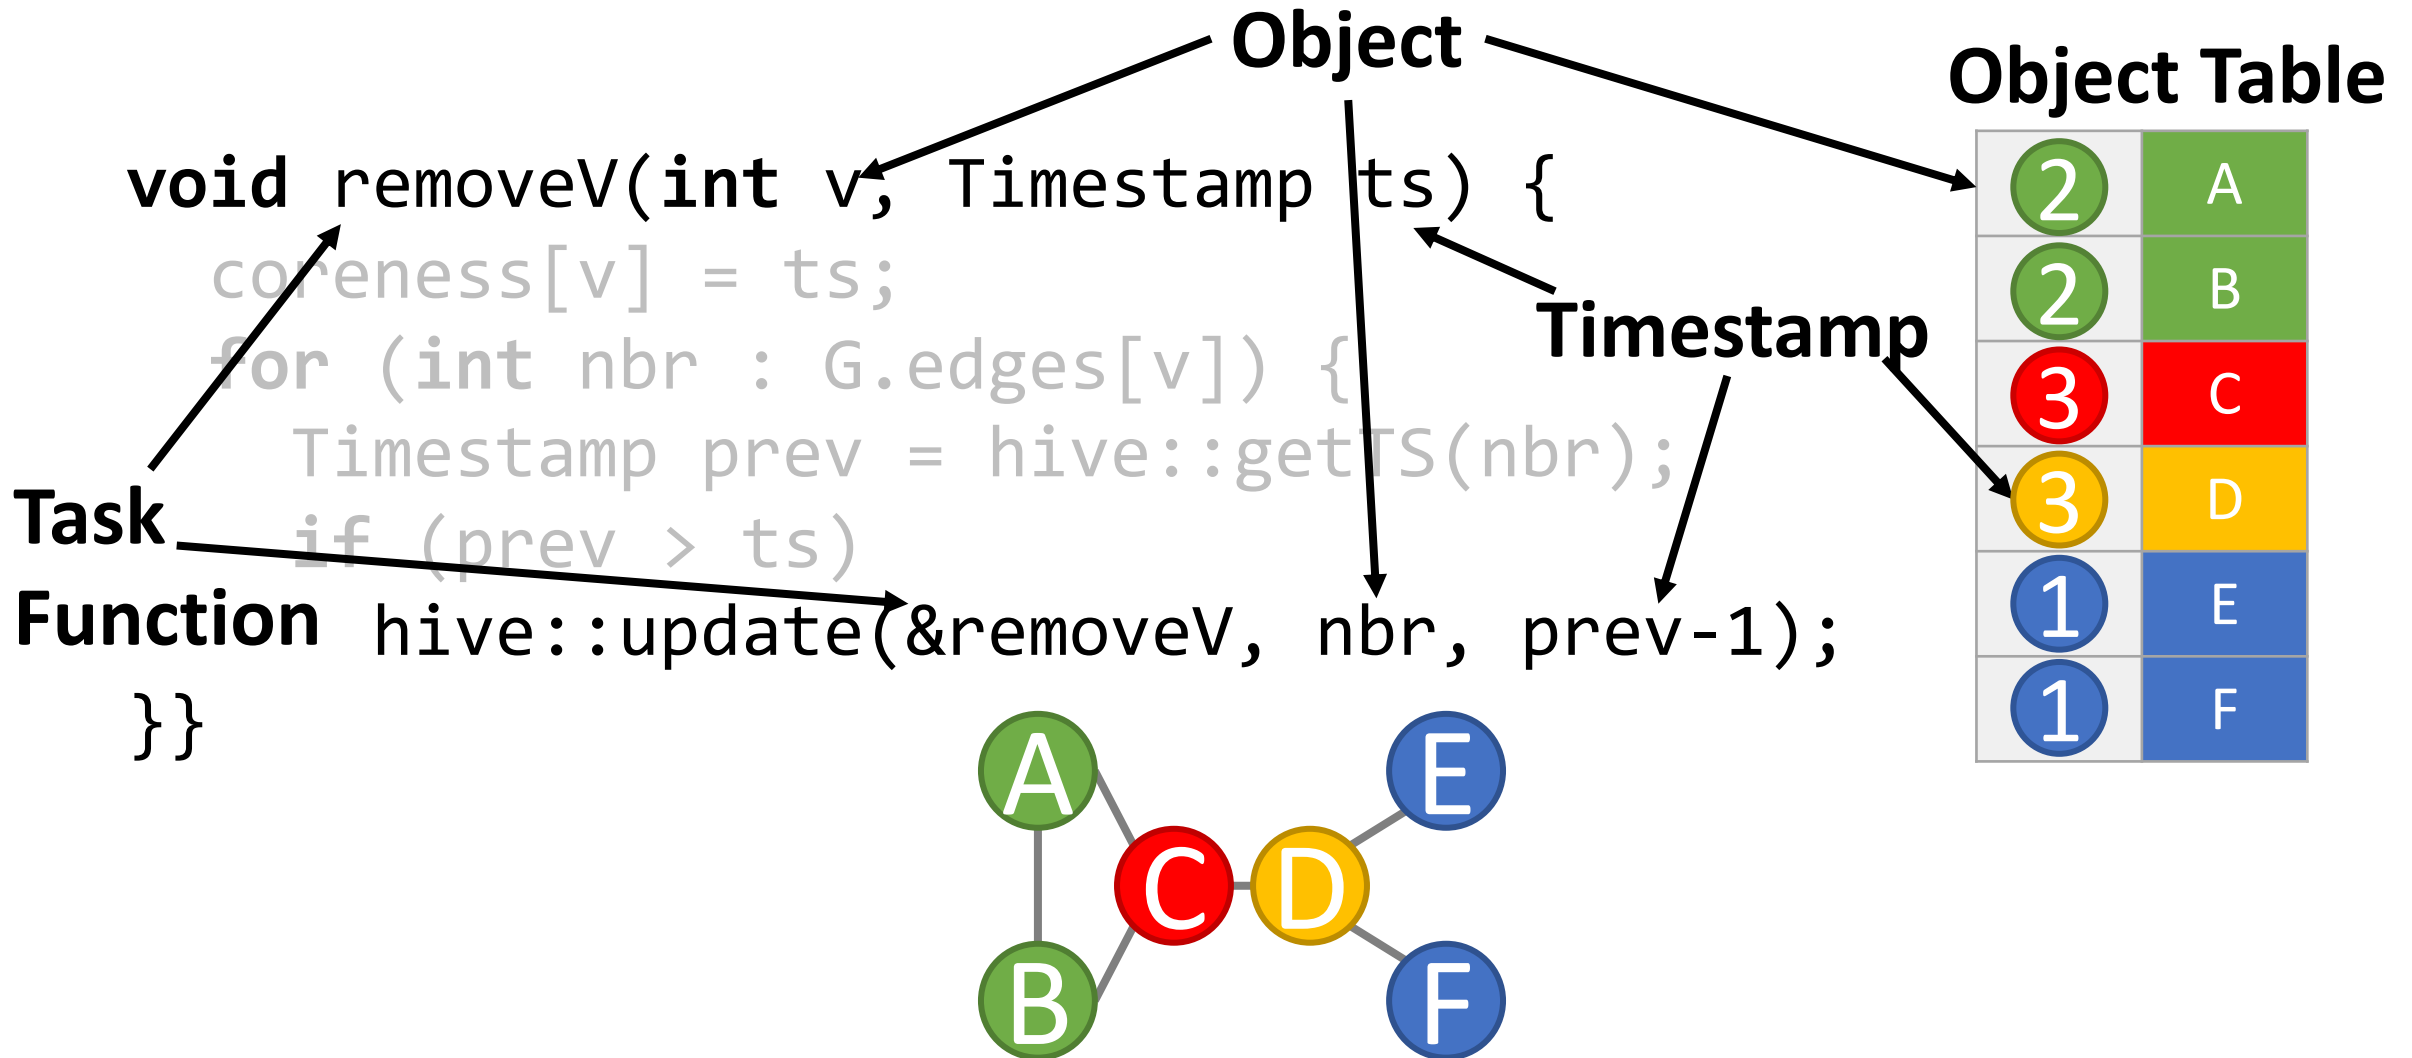 Object
Object Table
void removeV(int v, Timestamp ts) {
coreness[v] = ts;
for (int nbr : G.edges[v]) {
Timestamp prev = hive::getTS(nbr);
if (prev > ts)
hive::update(&removeV, nbr, prev-1);
}}
Timestamp
Task
Function
2 A
2 B
3 C
3 D
1 E
1 F
A
E
C
D
B
F